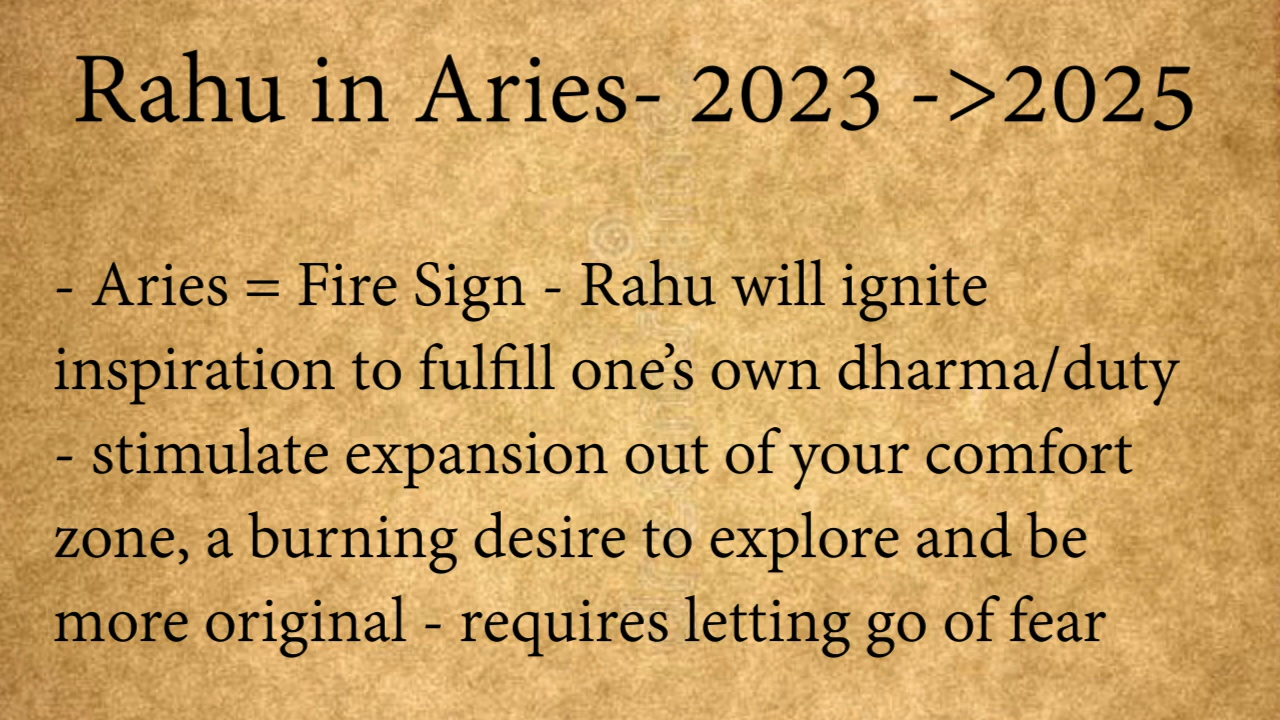 Rahu in Aries- 2023 ->2025
- Aries = Fire Sign - Rahu will ignite
inspiration to fulfill one’s own dharma/duty
- stimulate expansion out of your comfort
zone, a burning desire to explore and be
more original - requires letting go of fear